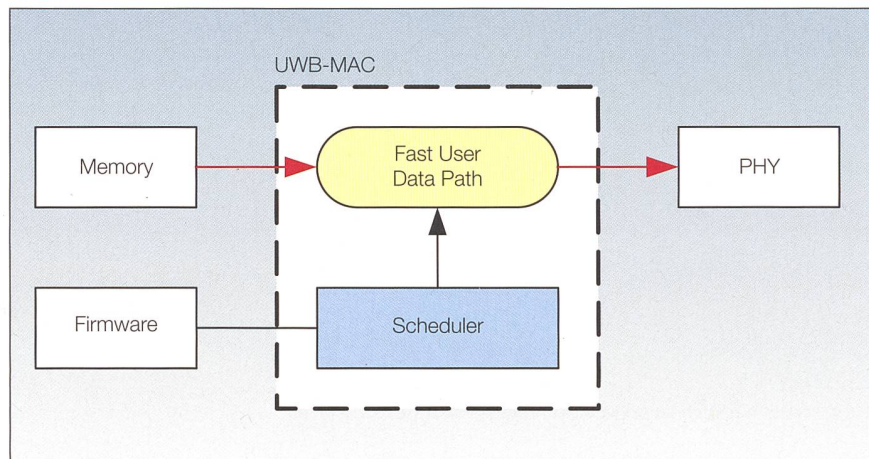 UWB-MAC
Memory
Fast User
Data Path
PHY
Firmware
Scheduler